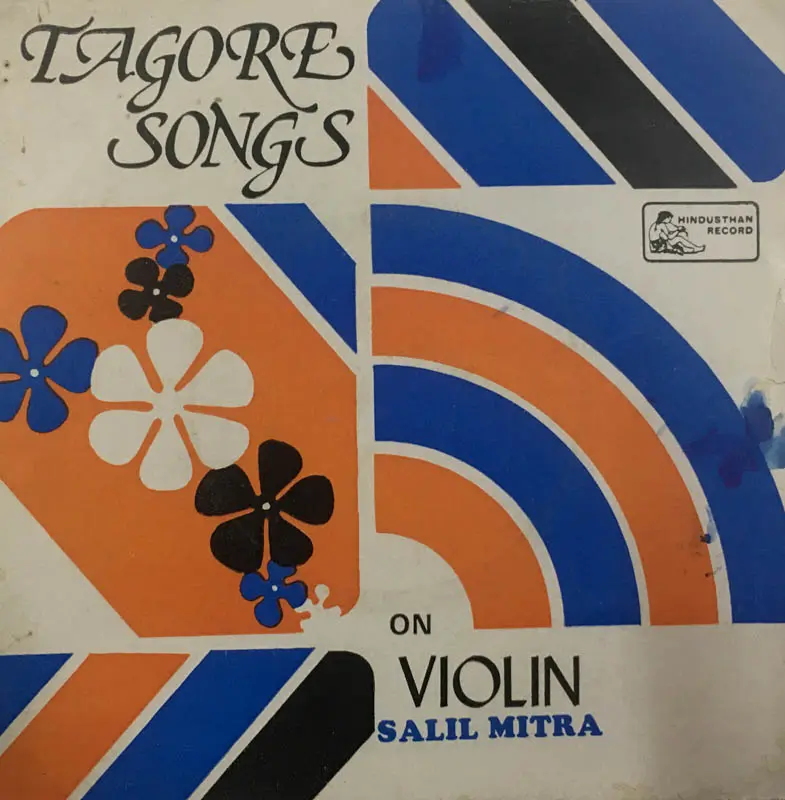 TAGORE
SONGS
HINDUSTHAN
RECORD
ON
VIOLIN
SALIL MITRA